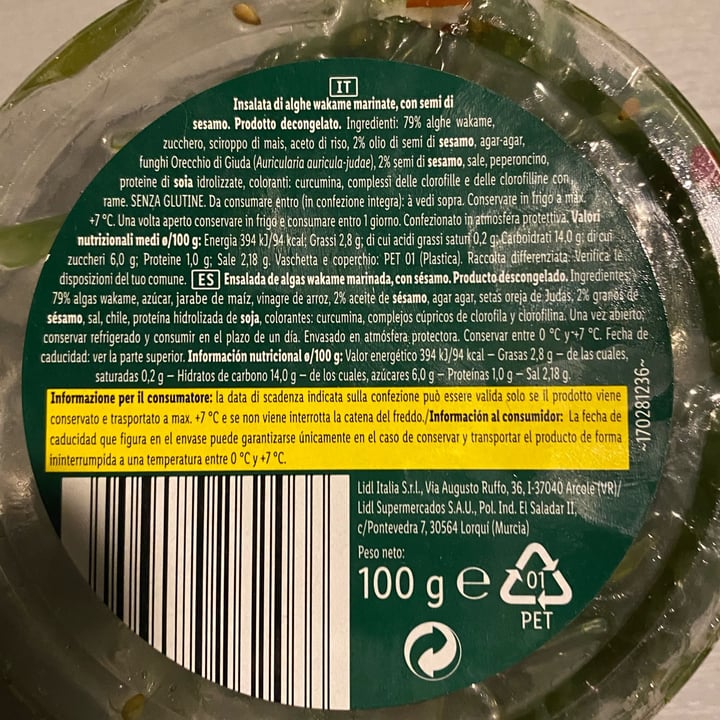 IT
Insalata di alghe wakame marinate, con semi di
sesamo. Prodotto decongelato. Ingredienti: 79% alghe wakame,
zucchero, sciroppo di mais, aceto di riso, 2% olio di semi di sesamo, agar-agar,
funghi Orecchio di Giuda (Auricularia auricula-judae), 2% semi di sesamo, sale, peperoncino,
proteine di soia idrolizzate, coloranti: curcumina, complessi delle clorofille e delle clorofilline con
rame. SENZA GLUTINE. Da consumare entro (in confezione integra): à vedi sopra. Conservare in frigo a max.
+7 °C. Una volta aperto conservare in frigo e consumare entro 1 giorno. Confezionato in atmosfera protettiva. Valori
nutrizionali medi ø/100 g: Energia 394 kJ/94 kcal; Grassi 2,8 g; di cui acidi grassi saturi 0,2 g; Carboidrati 14,0 g; di cui
zuccheri 6,0 g; Proteine 1,0 g; Sale 2,18 g. Vaschetta e coperchio: PET 01 (Plastica). Raccolta differenziata. Verifica le
disposizioni del tuo comune. ES Ensalada de algas wakame marinada, con sésamo. Producto descongelado. Ingredientes:
79% algas wakame, azúcar, jarabe de maíz, vinagre de arroz, 2% aceite de sésamo, agar agar, setas oreja de Judas, 2% granos de
sésamo, sal, chile, proteína hidrolizada de soja, colorantes: curcumina, complejos cúpricos de clorofila y clorofilina. Una vez abierto,
conservar refrigerado y consumir en el plazo de un día. Envasado en atmósfera protectora. Conservar entre 0 °C y +7 °C. Fecha de
caducidad: ver la parte superior. Información nutricional ø/100 g: Valor energético 394 kJ/94 kcal – Grasas 2,8 g – de las cuales,
saturadas 0,2 g – Hidratos de carbono 14,0 g – de los cuales, azúcares 6,0 g – Proteínas 1,0 g – Sal 2,18 g.
Informazione per il consumatore: la data di scadenza indicata sulla confezione può essere valida solo se il prodotto viene
conservato e trasportato a max. +7 °C e se non viene interrotta la catena del freddo./Información al consumidor: La fecha de
caducidad que figura en el envase puede garantizarse únicamente en el caso de conservar y transportar el producto de forma
ininterrumpida a una temperatura entre 0 °C y +7 °C.
~170281236~
Lidl Italia S.r.l., Via Augusto Ruffo, 36, I-37040 Arcole (VR)/
Lidl Supermercados S.A.U., Pol. Ind. El Saladar II,
c/Pontevedra 7, 30564 Lorquí (Murcia)
Peso neto:
100 g e
01
PET